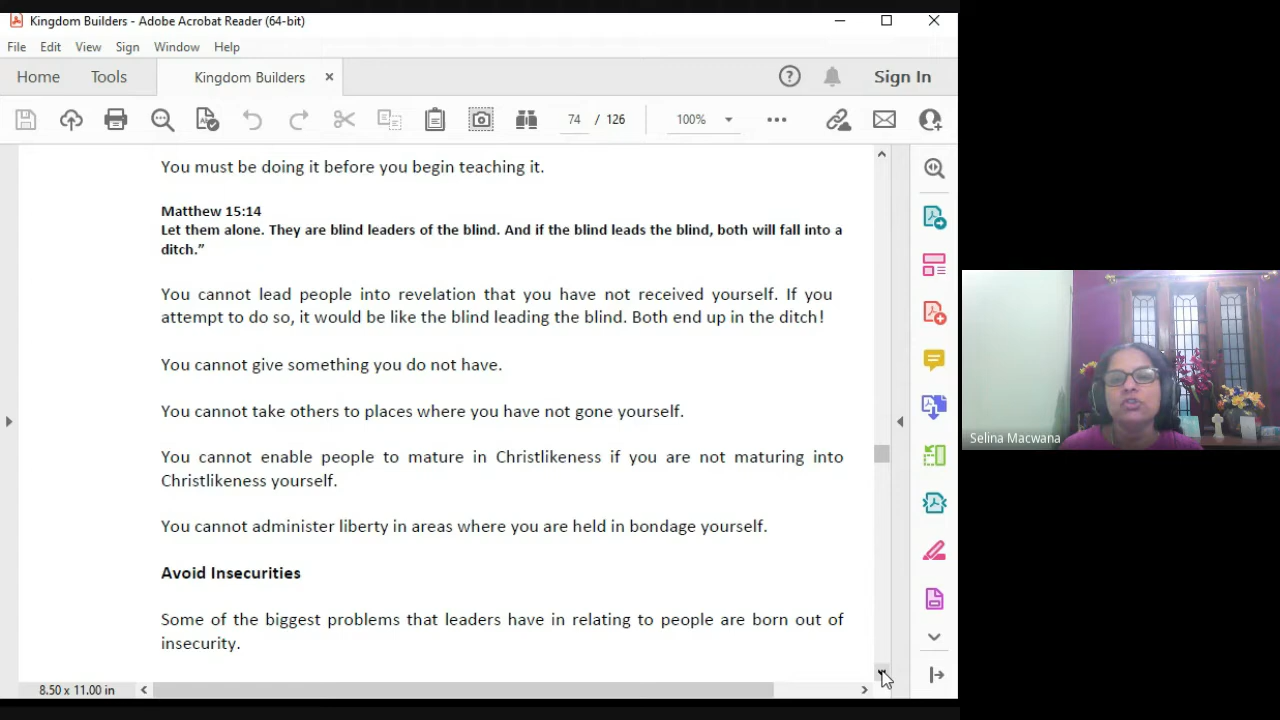 Kingdom Builders - Adobe Acrobat Reader (64-bit)
File Edit View Sign Window Help
Home Tools Kingdom Builders × Sign In
74 / 126 100%
You must be doing it before you begin teaching it.
Matthew 15:14
Let them alone. They are blind leaders of the blind. And if the blind leads the blind, both will fall into a
ditch.”
You cannot lead people into revelation that you have not received yourself. If you
attempt to do so, it would be like the blind leading the blind. Both end up in the ditch!
You cannot give something you do not have.
You cannot take others to places where you have not gone yourself.
You cannot enable people to mature in Christlikeness if you are not maturing into
Christlikeness yourself.
You cannot administer liberty in areas where you are held in bondage yourself.
Avoid Insecurities
Some of the biggest problems that leaders have in relating to people are born out of
insecurity.
8.50 x 11.00 in
Selina Macwana